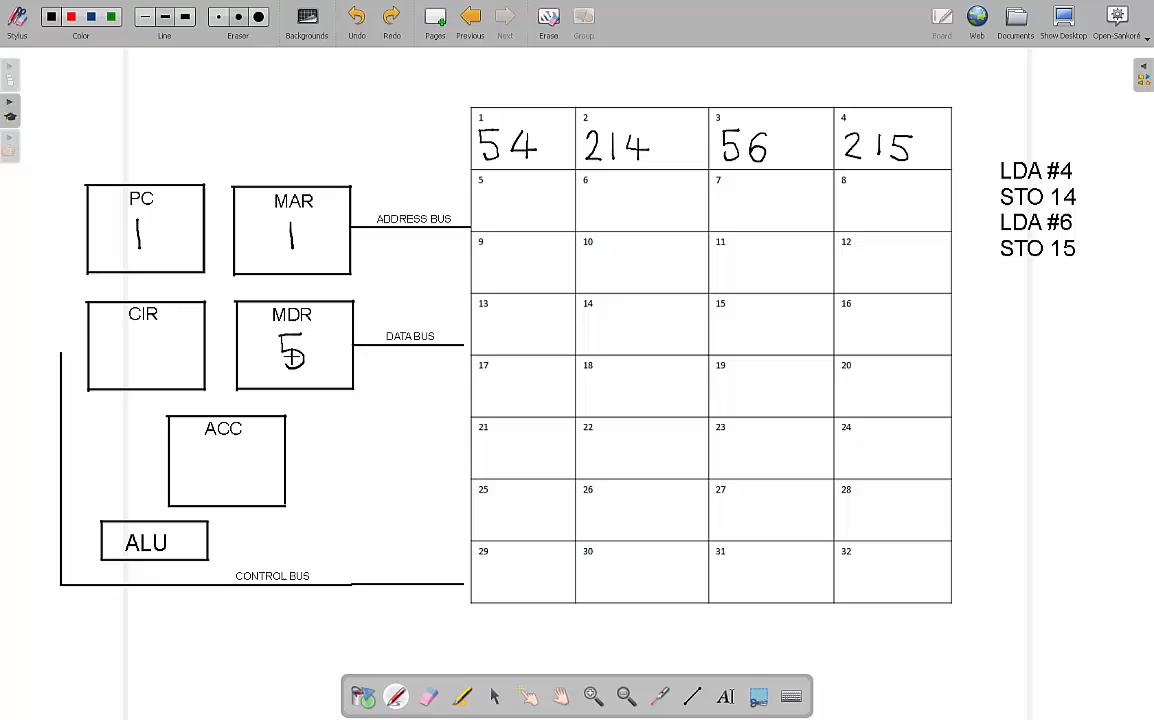 Stylus Color Line Eraser Backgrounds Undo Redo Pages Previous Next Erase Group Board Web Documents Show Desktop Open-Sankoré
1 2 3 4
54 214 56 215
LDA #4
STO 14
LDA #6
STO 15
5 6 7 8
PC MAR
1 1
ADDRESS BUS
9 10 11 12
CIR MDR
5
DATA BUS
13 14 15 16
17 18 19 20
ACC
21 22 23 24
25 26 27 28
ALU
29 30 31 32
CONTROL BUS
AI